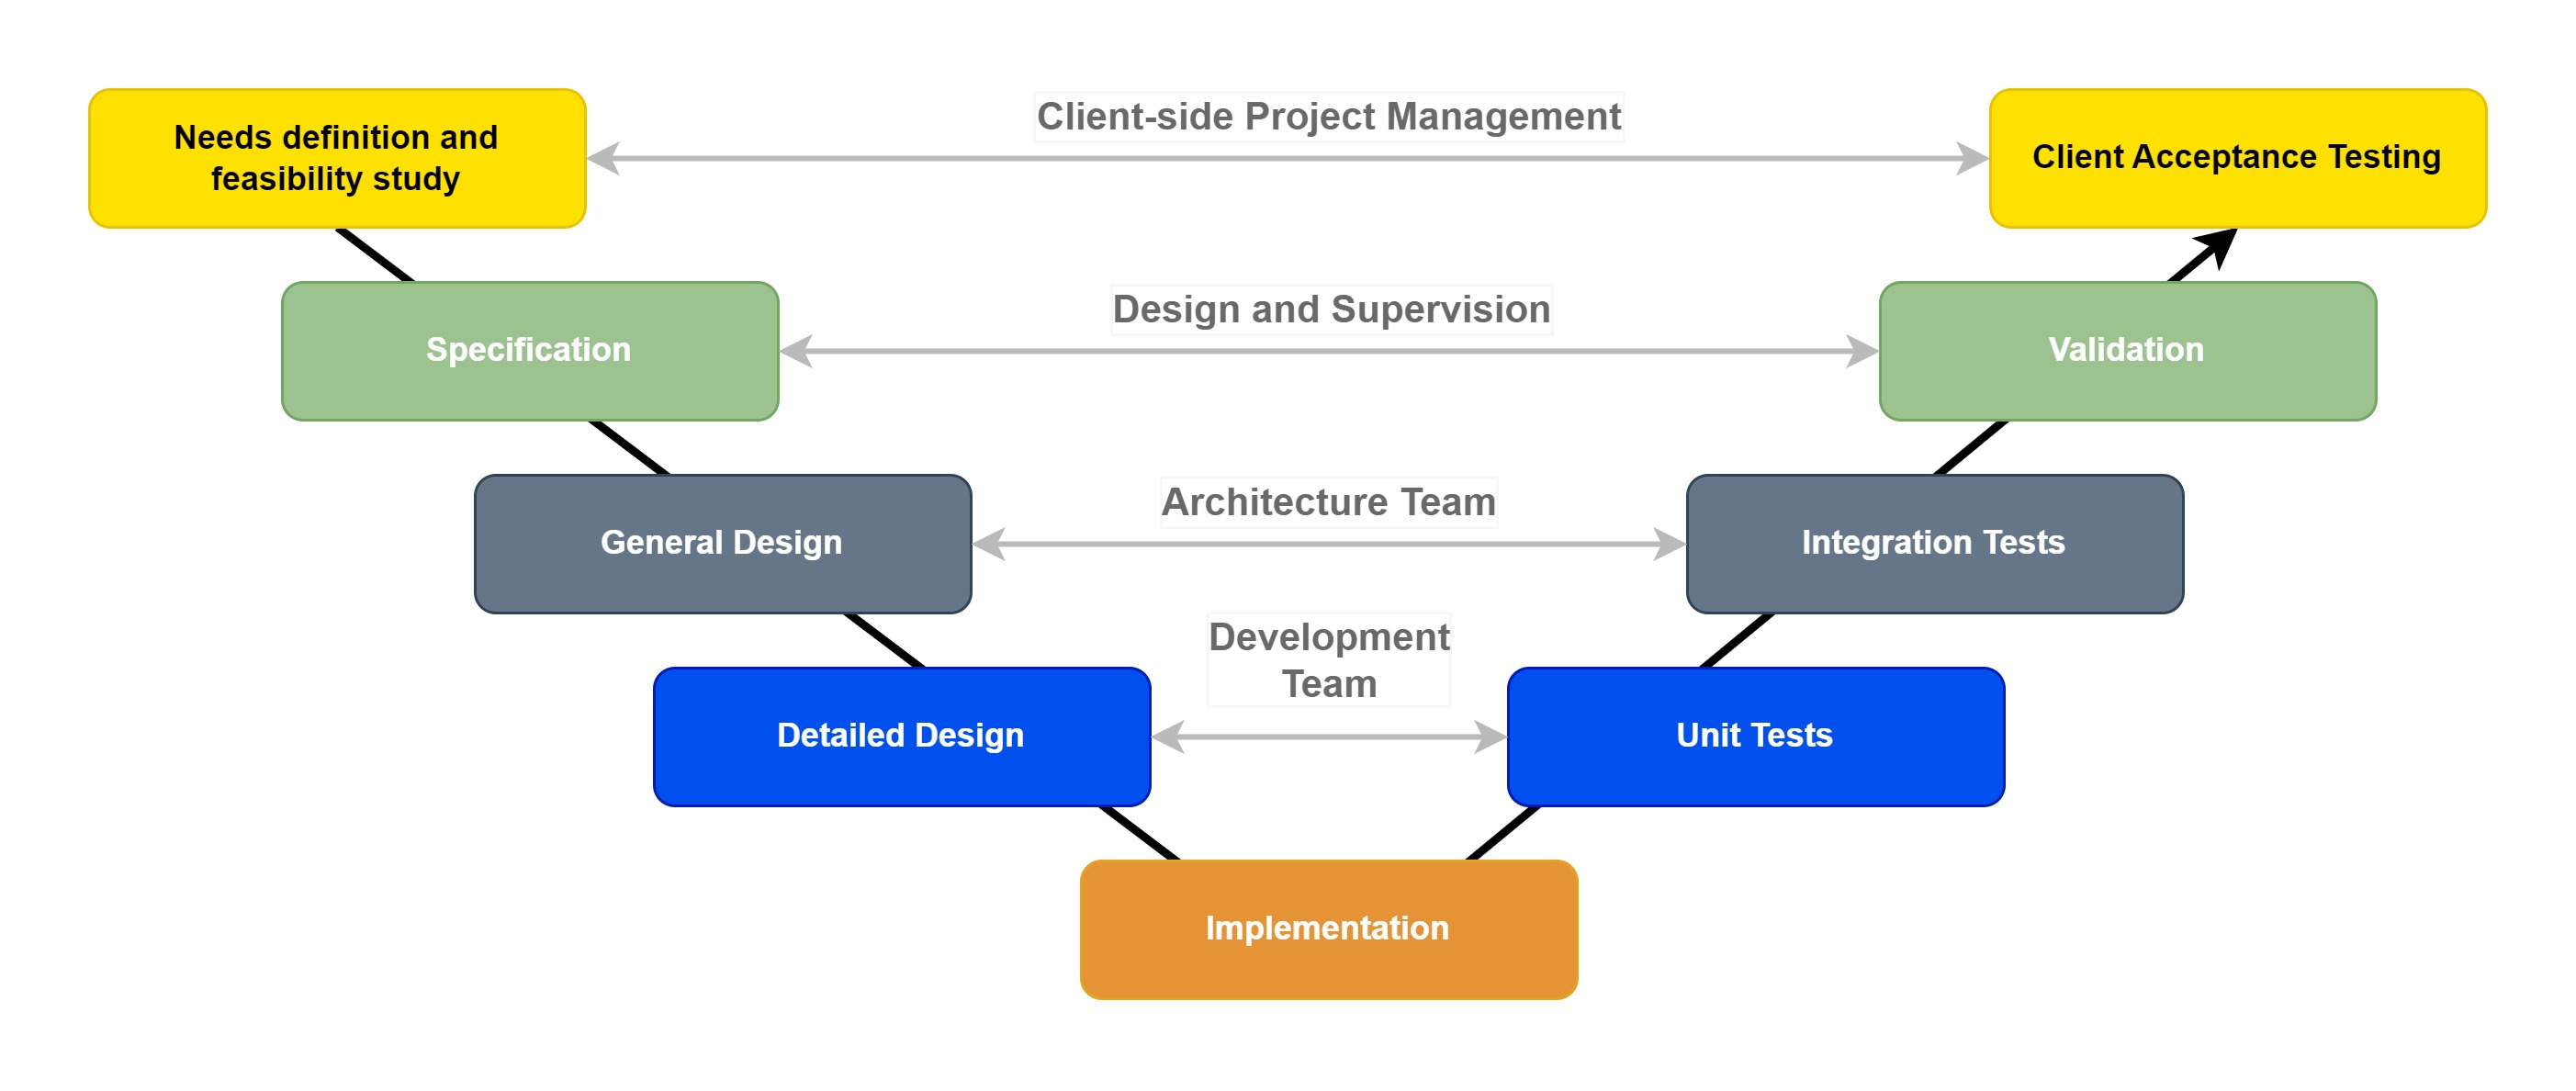 Needs definition and
feasibility study
Client-side Project Management
Client Acceptance Testing
Specification
Design and Supervision
Validation
General Design
Architecture Team
Integration Tests
Detailed Design
Development
Team
Unit Tests
Implementation